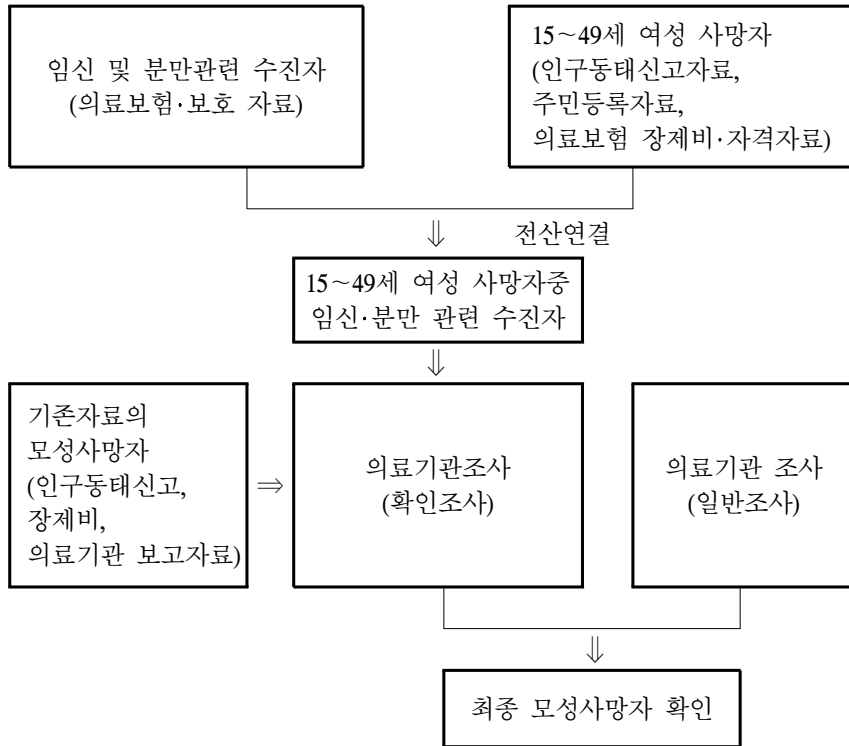 임신 및 분만관련 수진자
(의료보험·보호 자료)
15～49세 여성 사망자
(인구동태신고자료,
주민등록자료,
의료보험 장제비·자격자료)
⇓ 전산연결
15～49세 여성 사망자중
임신·분만 관련 수진자
⇓
기존자료의
모성사망자
(인구동태신고,
장제비,
의료기관 보고자료)
⇒
의료기관조사
(확인조사)
의료기관 조사
(일반조사)
⇓
최종 모성사망자 확인